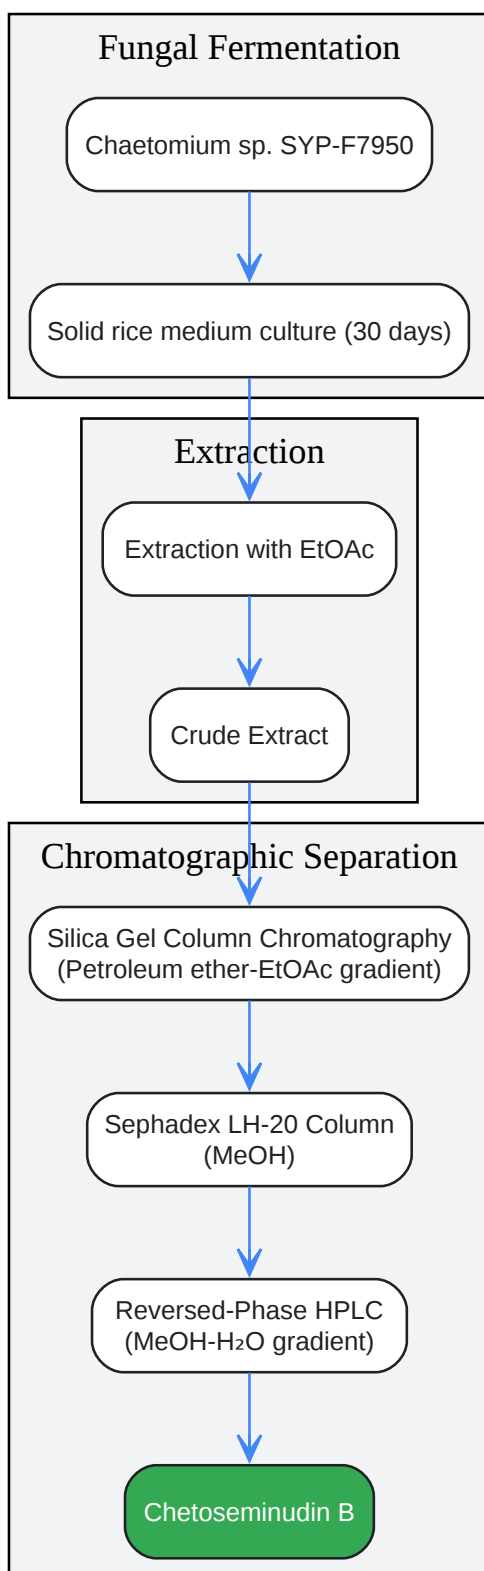 Fungal Fermentation
Chaetomium sp. SYP-F7950
Solid rice medium culture (30 days)
Extraction
Extraction with EtOAc
Crude Extract
Chromatographic Separation
Silica Gel Column Chromatography
(Petroleum ether-EtOAc gradient)
Sephadex LH-20 Column
(MeOH)
Reversed-Phase HPLC
(MeOH-H₂O gradient)
Chetoseminudin B